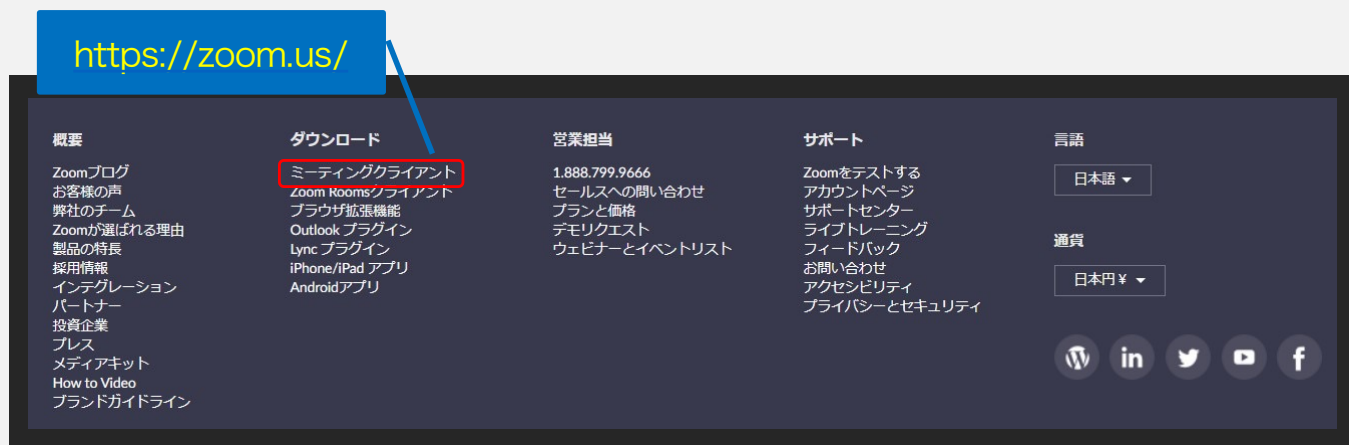 https://zoom.us/
概要
Zoomブログ
お客様の声
弊社のチーム
Zoomが選ばれる理由
製品の特長
採用情報
インテグレーション
パートナー
投資企業
プレス
メディアキット
How to Video
ブランドガイドライン
ダウンロード
ミーティングクライアント
Zoom Roomsクライアント
ブラウザ拡張機能
Outlook プラグイン
Lync プラグイン
iPhone/iPad アプリ
Androidアプリ
営業担当
1.888.799.9666
セールスへの問い合わせ
プランと価格
デモリクエスト
ウェビナーとイベントリスト
サポート
Zoomをテストする
アカウントページ
サポートセンター
ライブトレーニング
フィードバック
お問い合わせ
アクセシビリティ
プライバシーとセキュリティ
言語
日本語
通貨
日本円 ¥